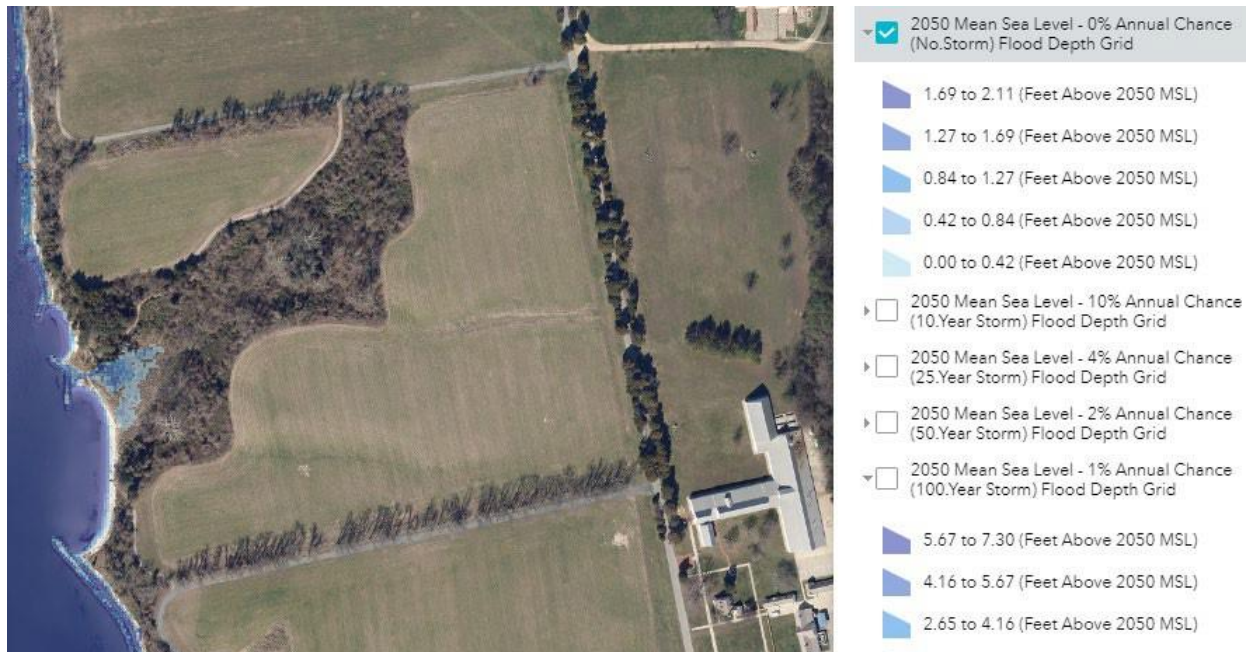 2050 Mean Sea Level - 0% Annual Chance
(No.Storm) Flood Depth Grid
1.69 to 2.11 (Feet Above 2050 MSL)
1.27 to 1.69 (Feet Above 2050 MSL)
0.84 to 1.27 (Feet Above 2050 MSL)
0.42 to 0.84 (Feet Above 2050 MSL)
0.00 to 0.42 (Feet Above 2050 MSL)
2050 Mean Sea Level - 10% Annual Chance
(10.Year Storm) Flood Depth Grid
2050 Mean Sea Level - 4% Annual Chance
(25.Year Storm) Flood Depth Grid
2050 Mean Sea Level - 2% Annual Chance
(50.Year Storm) Flood Depth Grid
2050 Mean Sea Level - 1% Annual Chance
(100.Year Storm) Flood Depth Grid
5.67 to 7.30 (Feet Above 2050 MSL)
4.16 to 5.67 (Feet Above 2050 MSL)
2.65 to 4.16 (Feet Above 2050 MSL)